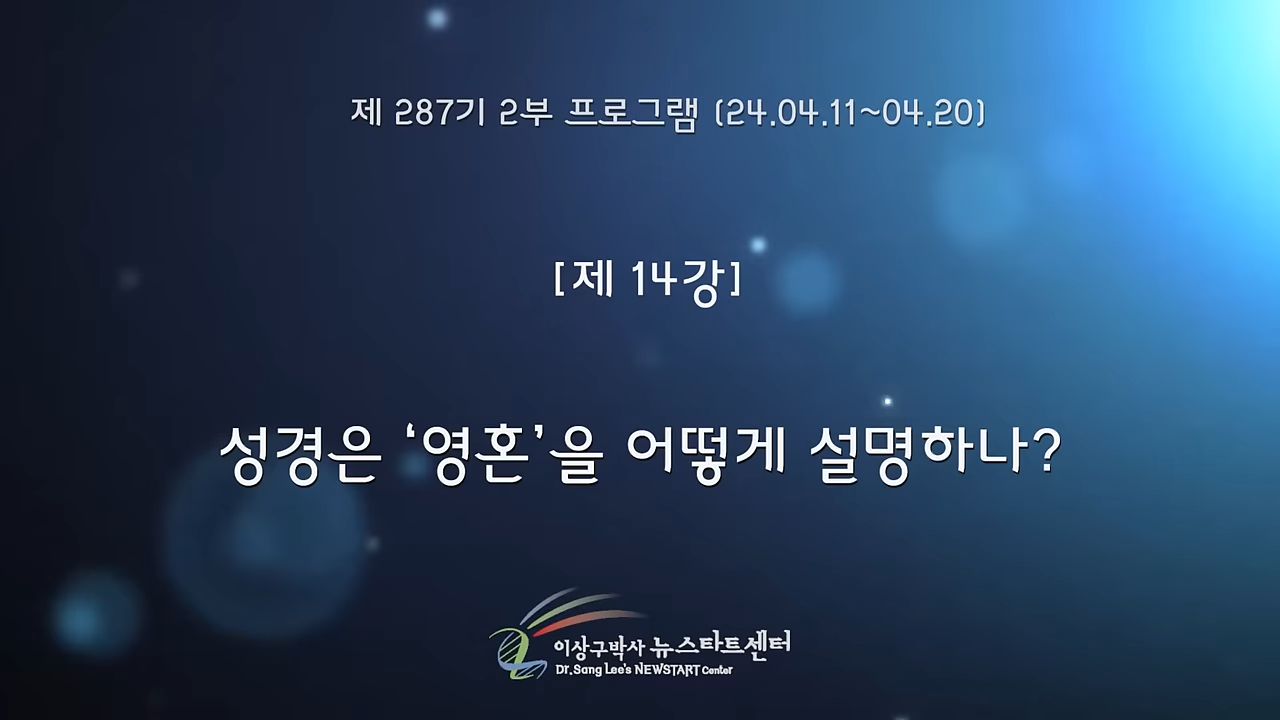 제 287기 2부 프로그램 (24.04.11~04.20)
[제 14강]
성경은 ‘영혼’을 어떻게 설명하나?
이상구박사 뉴스타트센터
Dr. Sang Lee's NEWSTART Center